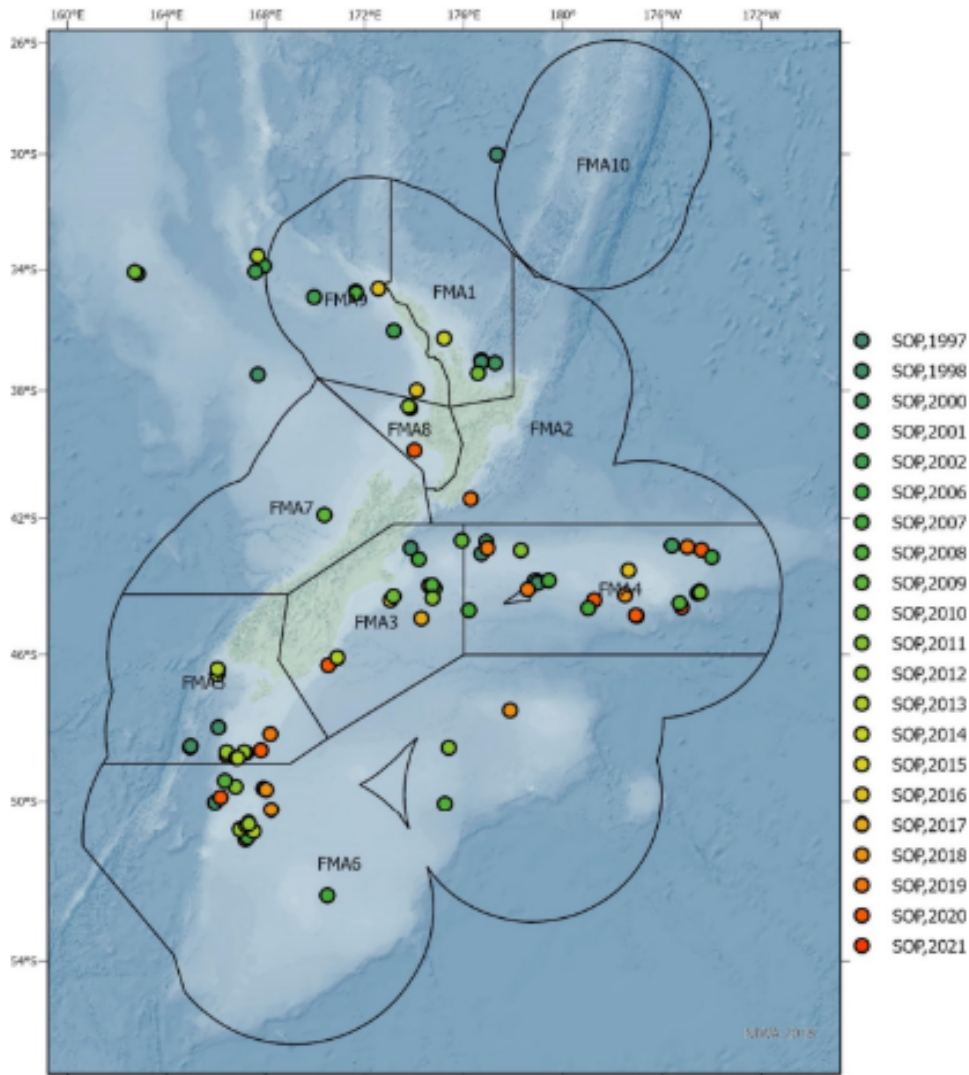 160°E 164°E 168°E 172°E 176°E 180° 176°W 172°W
26°S
30°S
FMA10
34°S
FMA9
FMA1
SOP,1997
SOP,1998
38°S
SOP,2000
FMA8
FMA2
SOP,2001
SOP,2002
SOP,2006
FMA7
42°S
SOP,2007
SOP,2008
SOP,2009
FMA4
SOP,2010
FMA3
SOP,2011
46°S
SOP,2012
FMA5
SOP,2013
SOP,2014
SOP,2015
SOP,2016
50°S
SOP,2017
SOP,2018
FMA6
SOP,2019
SOP,2020
SOP,2021
54°S
NIWA 2018